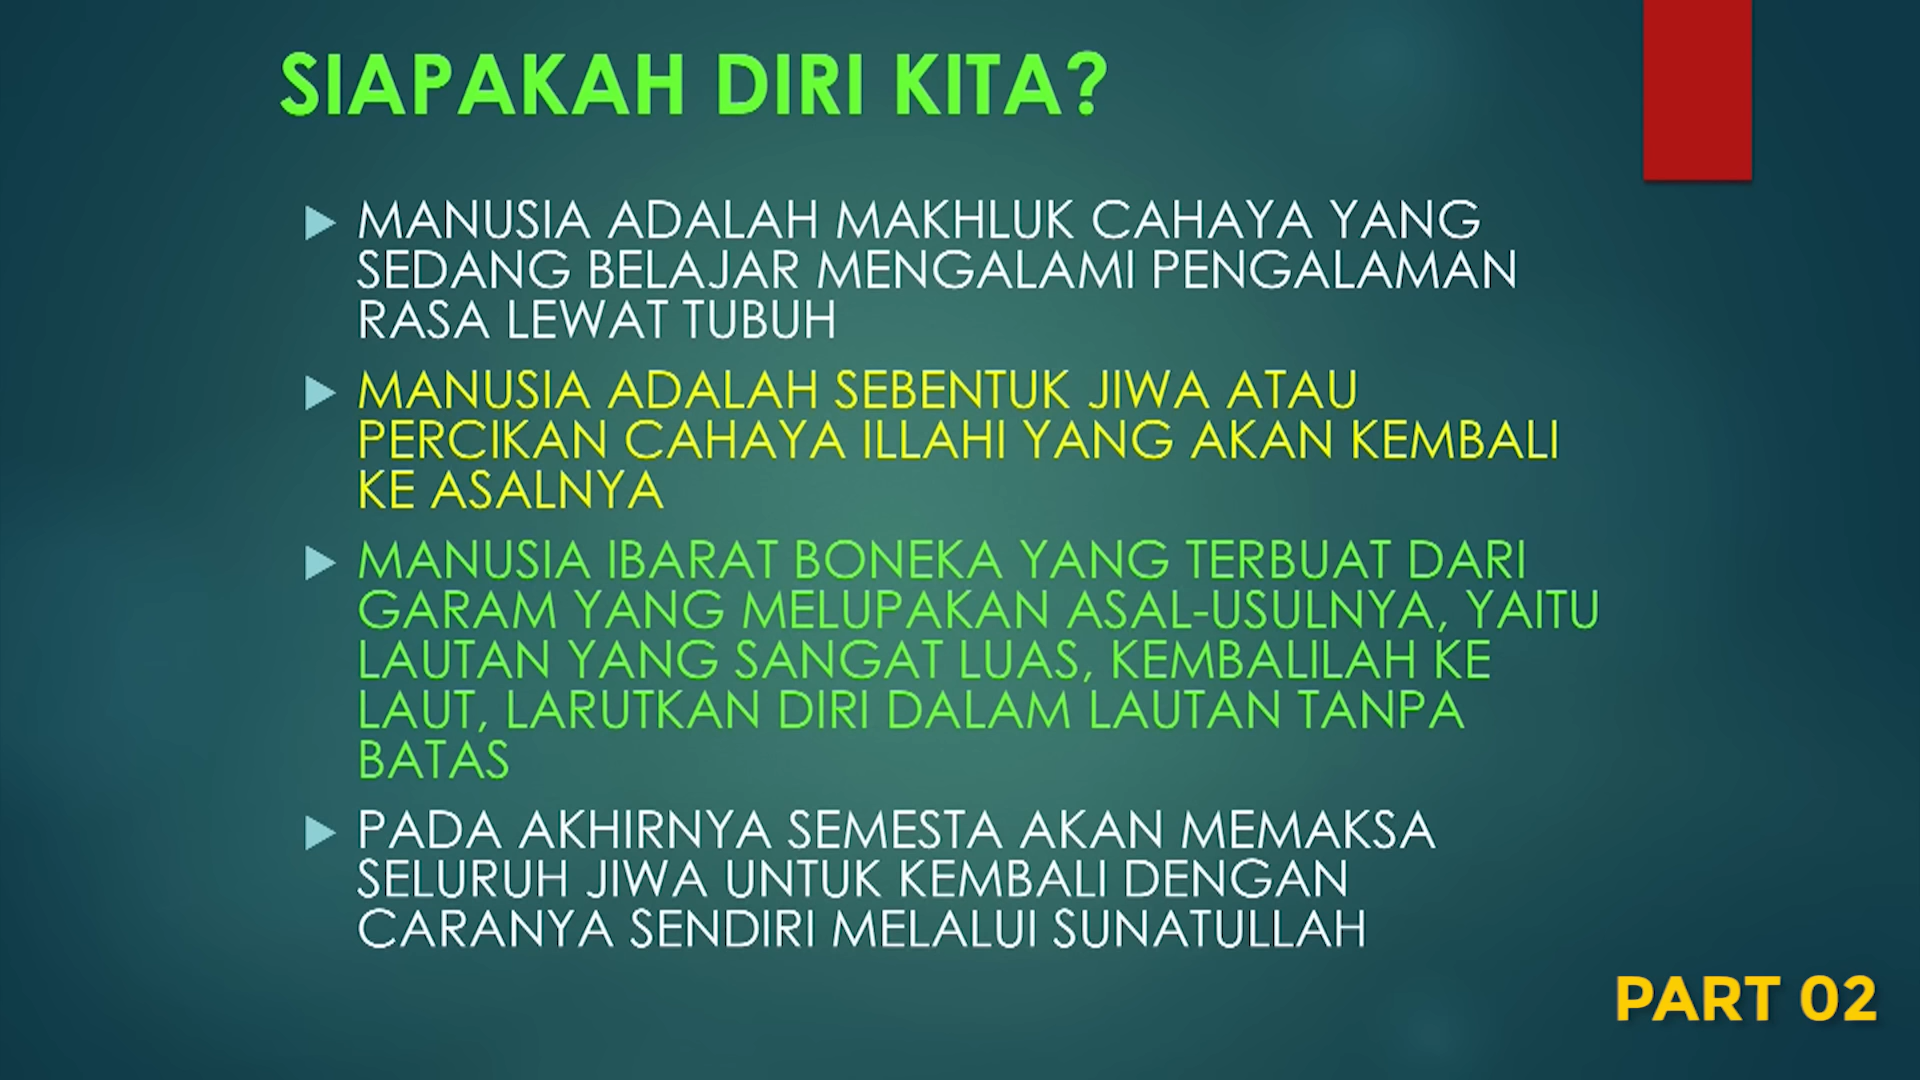 SIAPAKAH DIRI KITA?
MANUSIA ADALAH MAKHLUK CAHAYA YANG
SEDANG BELAJAR MENGALAMI PENGALAMAN
RASA LEWAT TUBUH
MANUSIA ADALAH SEBENTUK JIWA ATAU
PERCIKAN CAHAYA ILLAHI YANG AKAN KEMBALI
KE ASALNYA
MANUSIA IBARAT BONEKA YANG TERBUAT DARI
GARAM YANG MELUPAKAN ASAL-USULNYA, YAITU
LAUTAN YANG SANGAT LUAS, KEMBALILAH KE
LAUT, LARUTKAN DIRI DALAM LAUTAN TANPA
BATAS
PADA AKHIRNYA SEMESTA AKAN MEMAKSA
SELURUH JIWA UNTUK KEMBALI DENGAN
CARANYA SENDIRI MELALUI SUNATULLAH
PART 02